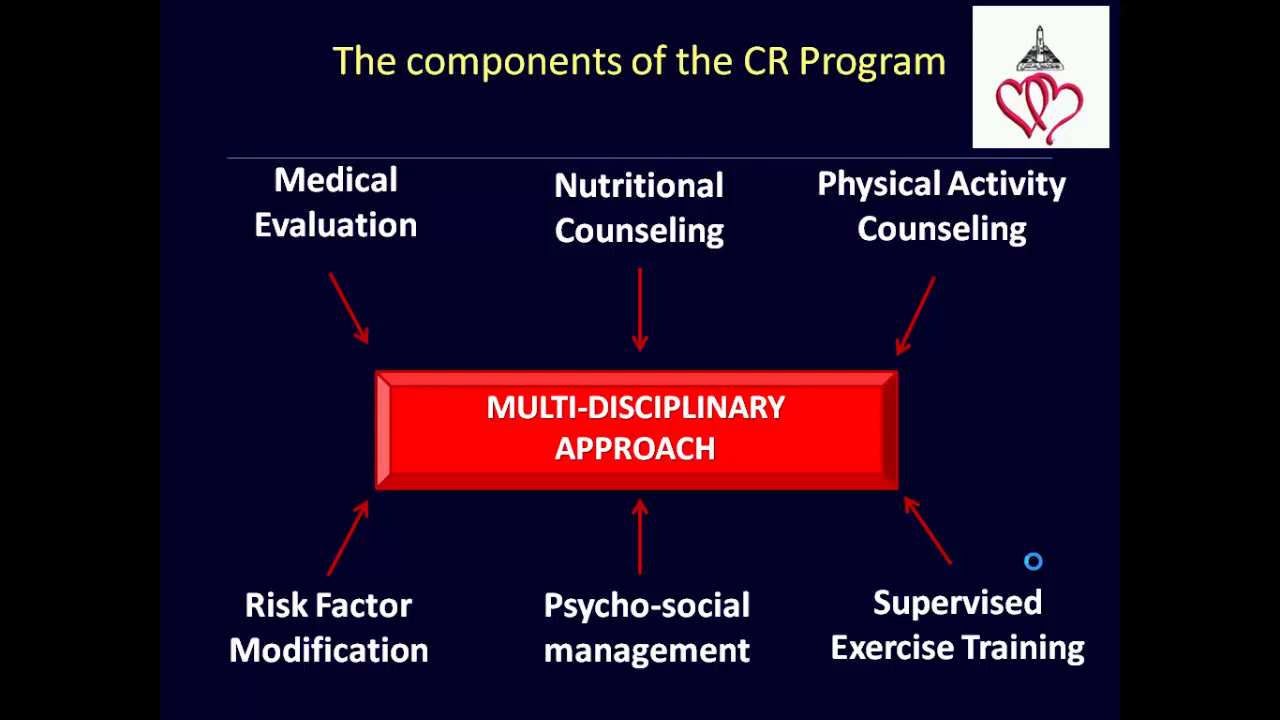 The components of the CR Program
Medical
Evaluation
Nutritional
Counseling
Physical Activity
Counseling
MULTI-DISCIPLINARY
APPROACH
Risk Factor
Modification
Psycho-social
management
Supervised
Exercise Training